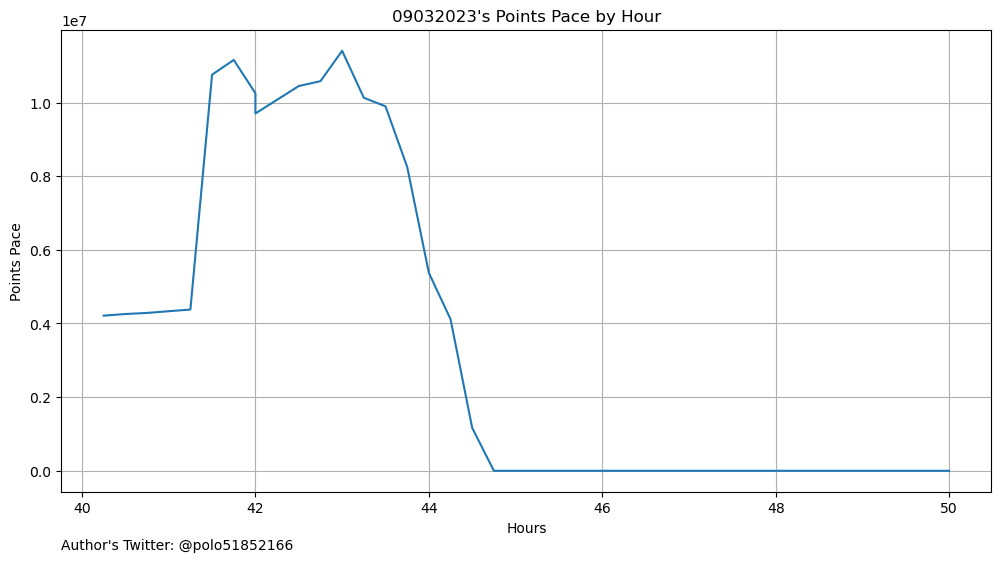 09032023's Points Pace by Hour
1e7
1.0
0.8
0.6
0.4
0.2
0.0
Points Pace
40 42 44 46 48 50
Hours
Author's Twitter: @polo51852166